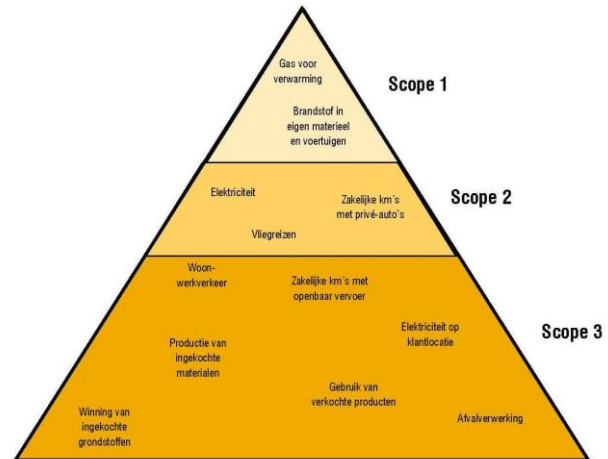 Gas voor
verwarming
Scope 1
Brandstof in
eigen materieel
en voertuigen
Elektriciteit
Zakelijke km's
met privé-auto's
Scope 2
Vliegreizen
Woon-
werkverkeer
Zakelijke km's met
openbaar vervoer
Elektriciteit op
klantlocatie
Scope 3
Productie van
ingekochte
materialen
Gebruik van
verkochte producten
Winning van
ingekochte
grondstoffen
Afvalverwerking